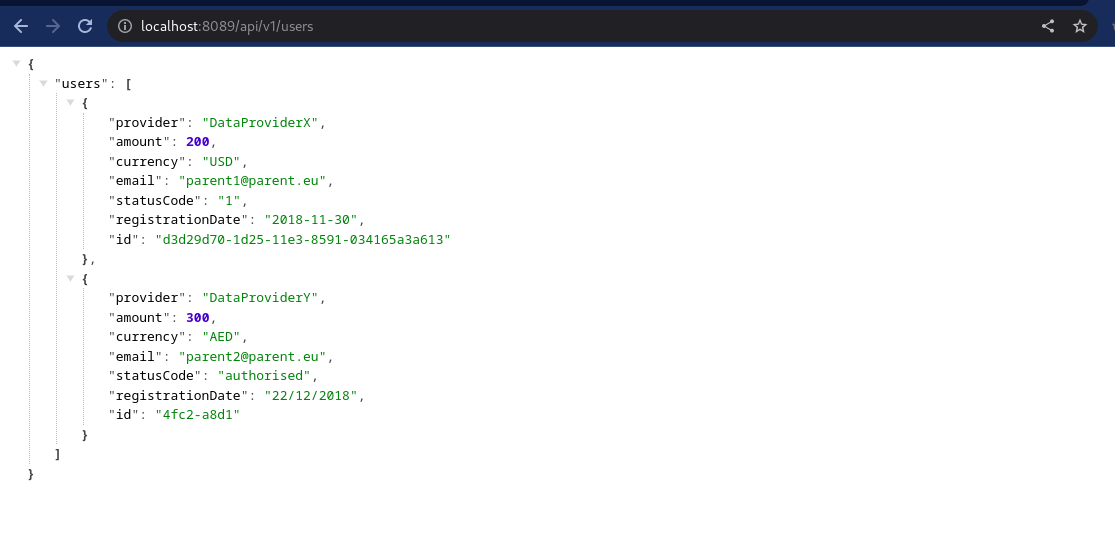 localhost:8089/api/v1/users
{
"users": [
{
"provider": "DataProviderX",
"amount": 200,
"currency": "USD",
"email": "parent1@parent.eu",
"statusCode": "1",
"registrationDate": "2018-11-30",
"id": "d3d29d70-1d25-11e3-8591-034165a3a613"
},
{
"provider": "DataProviderY",
"amount": 300,
"currency": "AED",
"email": "parent2@parent.eu",
"statusCode": "authorised",
"registrationDate": "22/12/2018",
"id": "4fc2-a8d1"
}
]
}